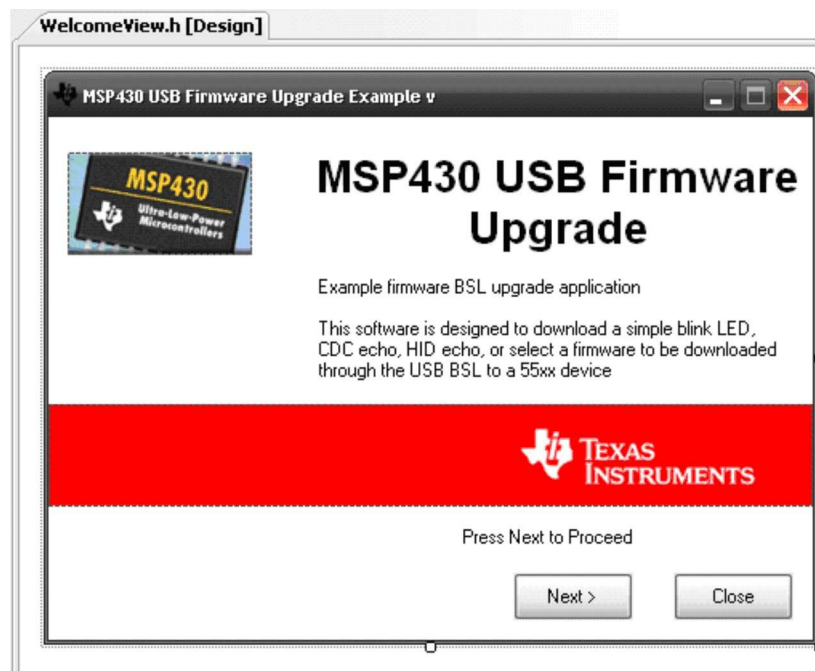 WelcomeView.h [Design]
MSP430 USB Firmware Upgrade Example v
MSP430
Ultra-Low-Power
Microcontrollers
MSP430 USB Firmware
Upgrade
Example firmware BSL upgrade application
This software is designed to download a simple blink LED,
CDC echo, HID echo, or select a firmware to be downloaded
through the USB BSL to a 55xx device
TEXAS
INSTRUMENTS
Press Next to Proceed
Next >
Close